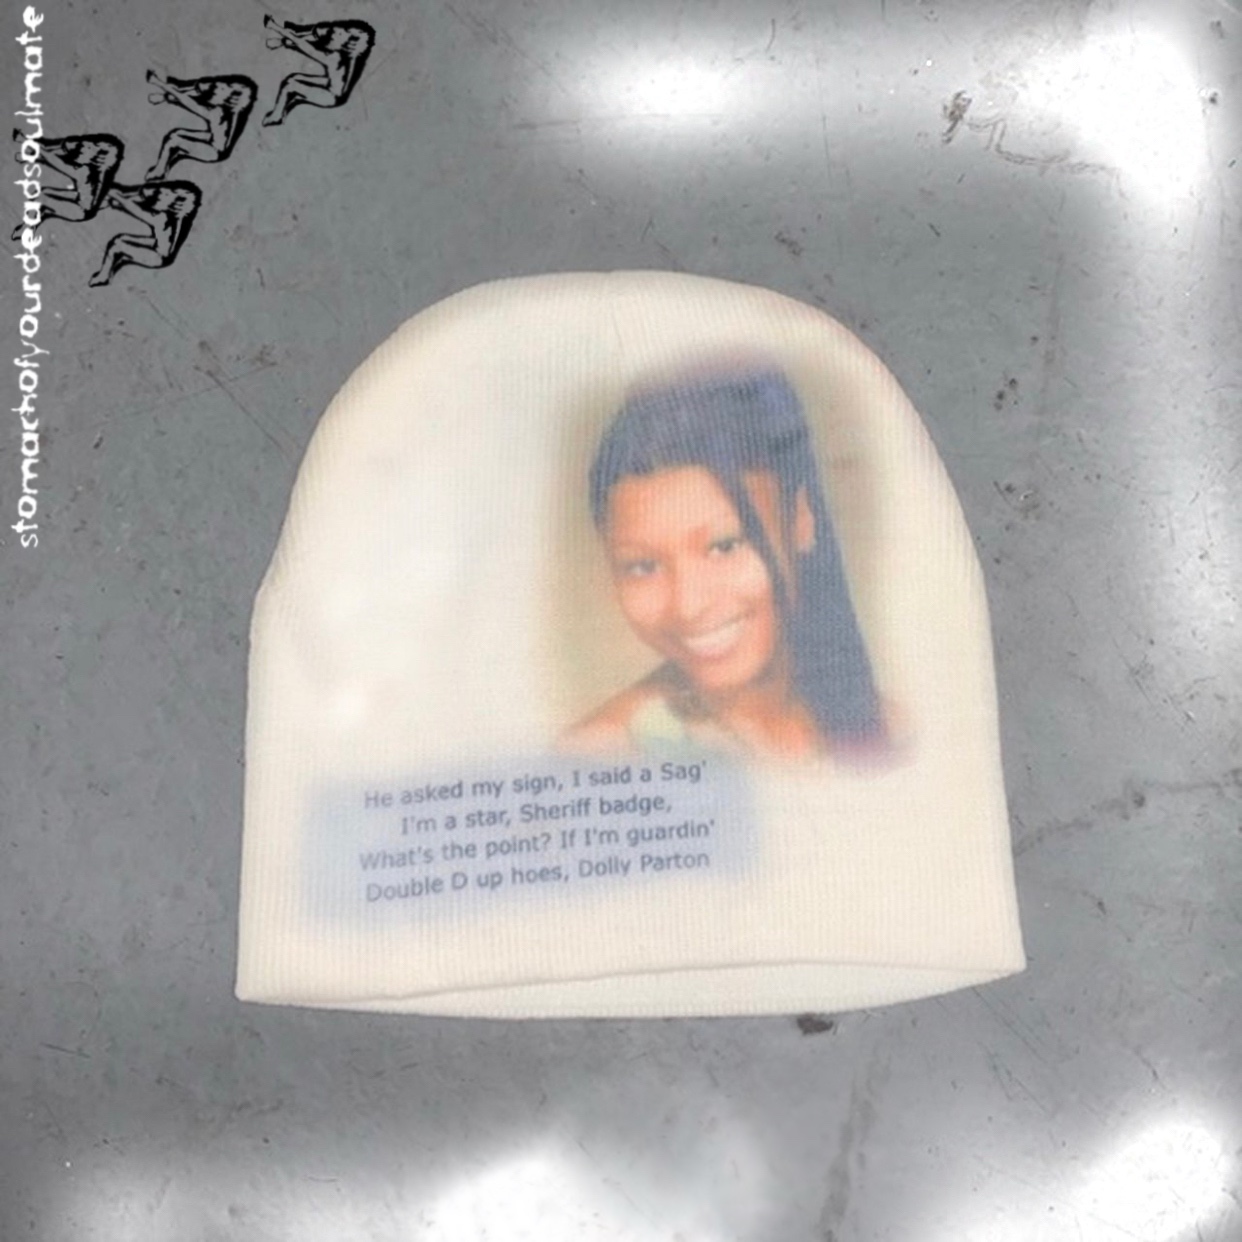 stomachofyourdeadsoulmate
He asked my sign, I said a Sag'
I'm a star, Sheriff badge,
What's the point? If I'm guardin'
Double D up hoes, Dolly Parton